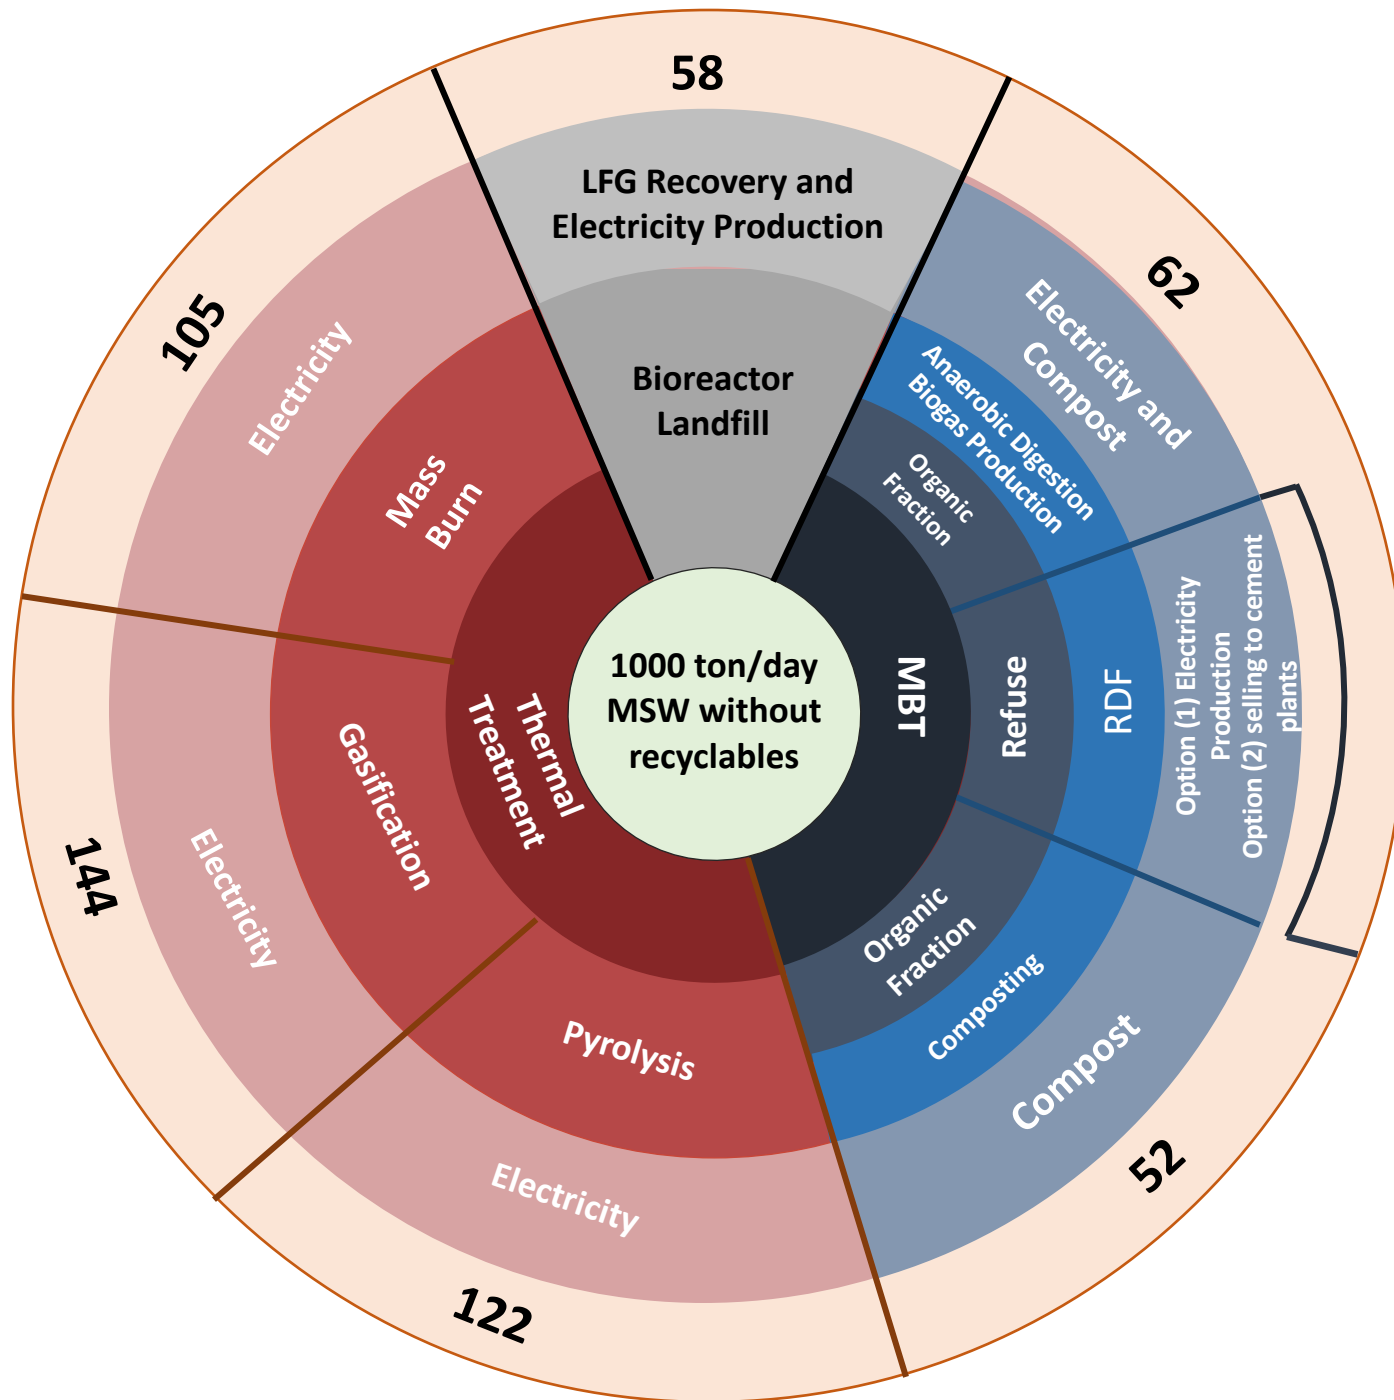 58
LFG Recovery and
Electricity Production
Bioreactor
Landfill
62
Electricity and
Compost
Anaerobic Digestion
Biogas Production
Organic
Fraction
MBT
Refuse
RDF
Option (1) Electricity
Production
Option (2) selling to cement
plants
Organic
Fraction
Composting
Compost
52
1000 ton/day
MSW without
recyclables
Thermal
Treatment
Pyrolysis
Electricity
122
Gasification
Electricity
144
Mass
Burn
Electricity
105